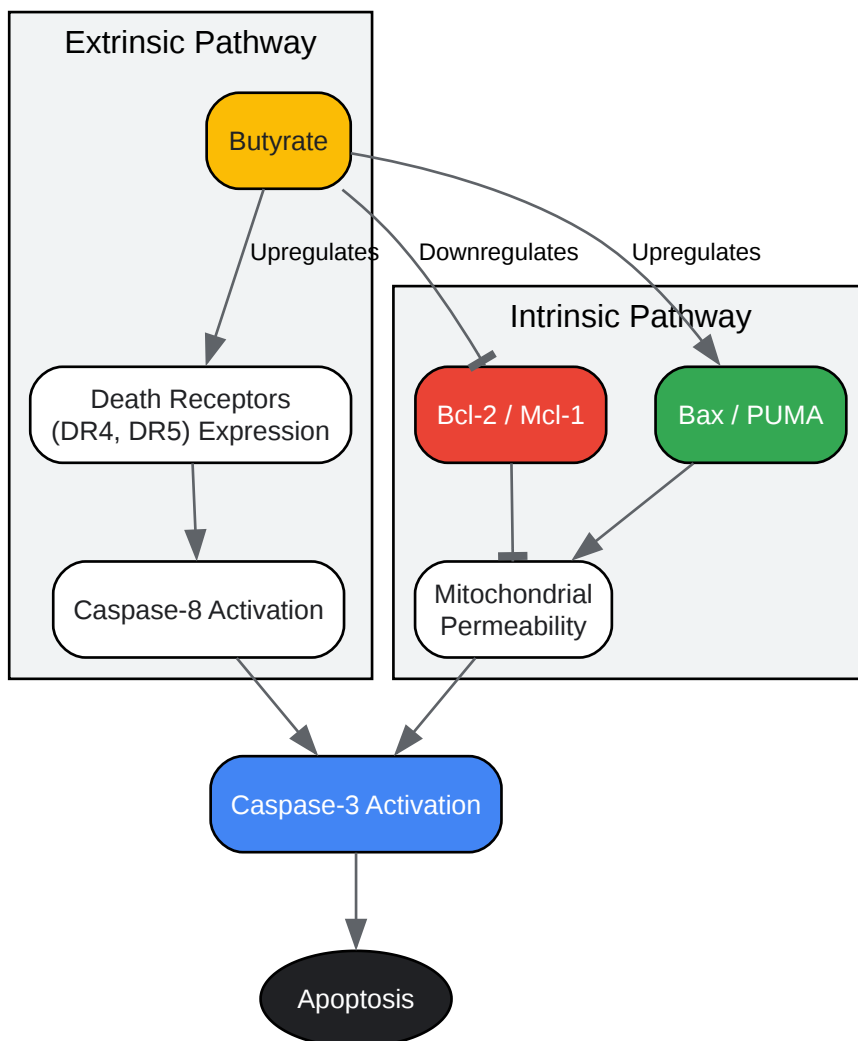 Extrinsic Pathway
Butyrate
Upregulates
Downregulates
Upregulates
Intrinsic Pathway
Death Receptors
(DR4, DR5) Expression
Bcl-2 / Mcl-1
Bax / PUMA
Caspase-8 Activation
Mitochondrial
Permeability
Caspase-3 Activation
Apoptosis